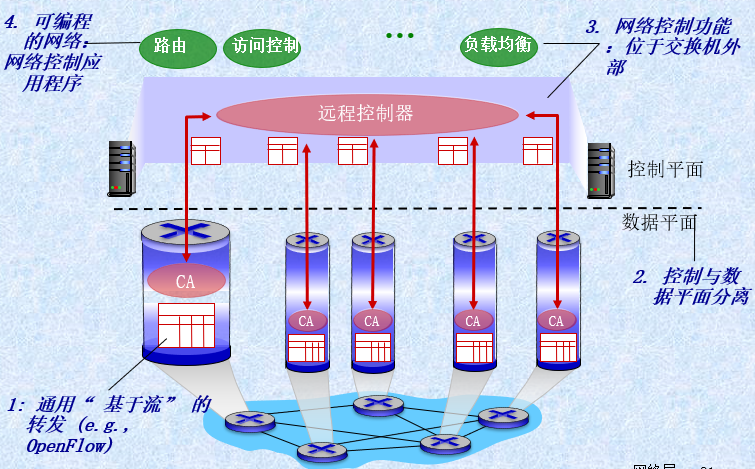 4. 可编程
的网络：
网络控制应
用程序
路由
访问控制
…
负载均衡
3. 网络控制功能
：位于交换机外
部
远程控制器
控制平面
数据平面
2. 控制与数
据平面分离
CA
CA
CA
CA
CA
1: 通用“ 基于流” 的
转发 (e.g.,
OpenFlow)